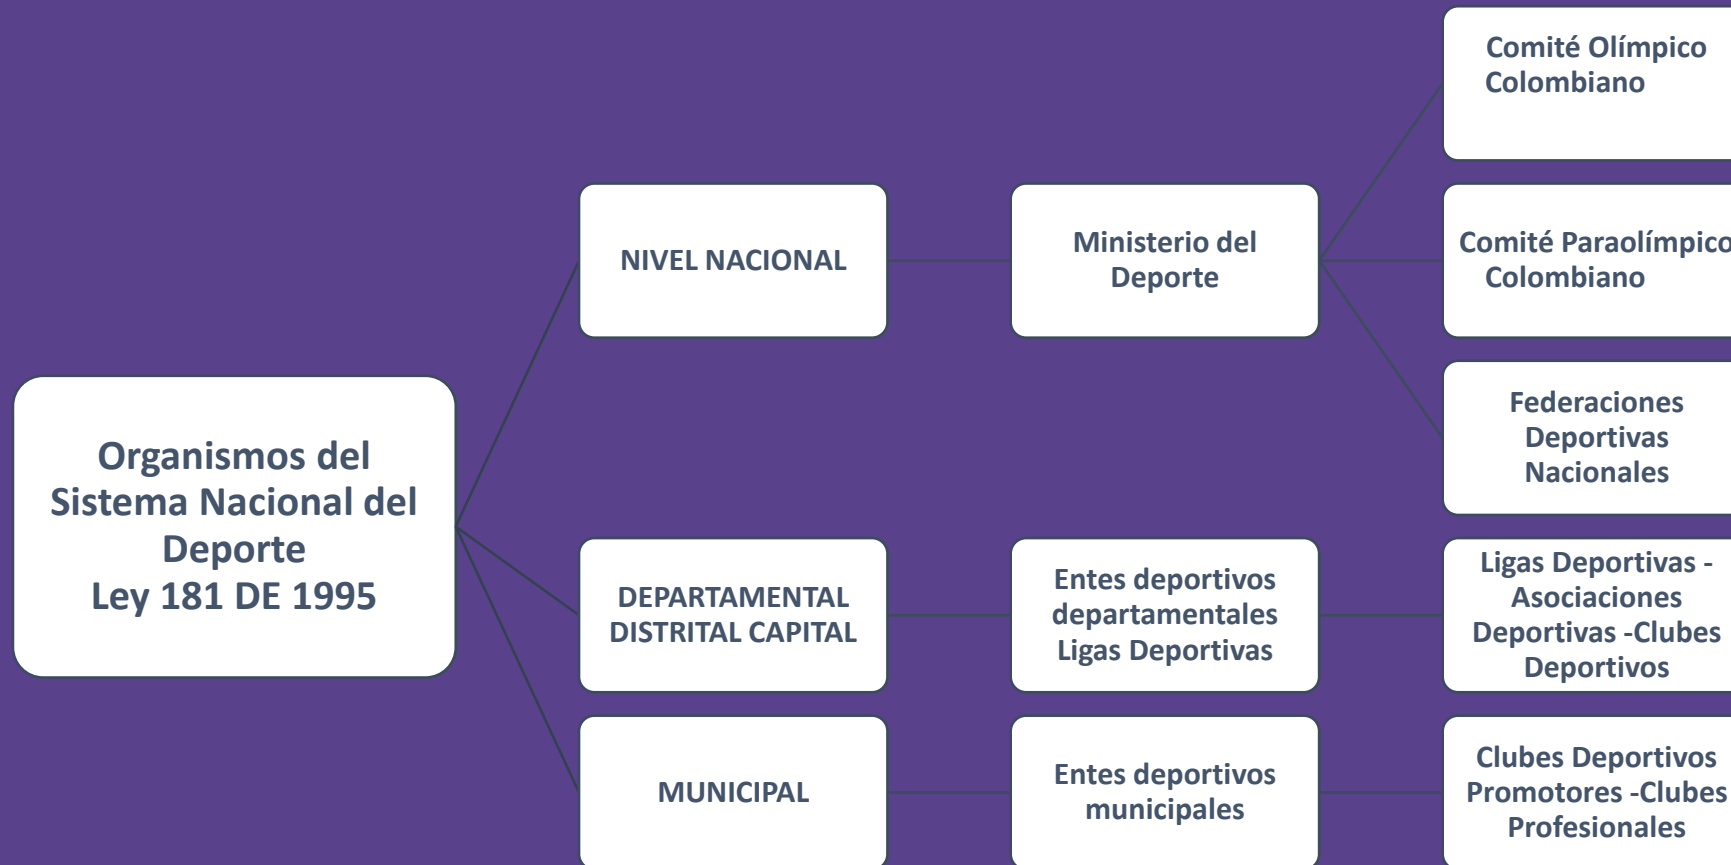 Organismos del
Sistema Nacional del
Deporte
Ley 181 DE 1995
NIVEL NACIONAL
Ministerio del
Deporte
Comité Olímpico
Colombiano
Comité Paraolímpico
Colombiano
Federaciones
Deportivas
Nacionales
DEPARTAMENTAL
DISTRITAL CAPITAL
Entes deportivos
departamentales
Ligas Deportivas
Ligas Deportivas -
Asociaciones
Deportivas -Clubes
Deportivos
MUNICIPAL
Entes deportivos
municipales
Clubes Deportivos
Promotores -Clubes
Profesionales